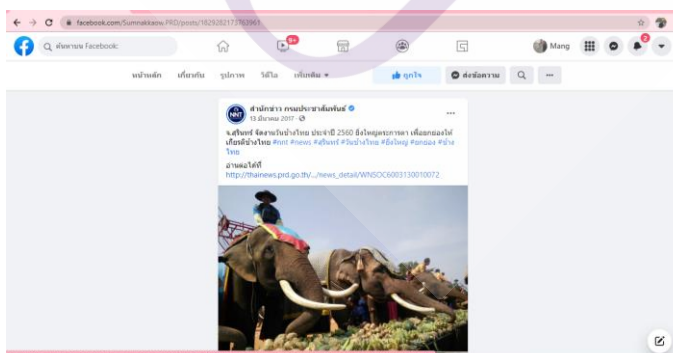 facebook.com/Sumnakkaow.PRD/posts/1829282173763961
ค้นหาบน Facebook
9+
Mang
2
หน้าหลัก เกี่ยวกับ รูปภาพ วิดีโอ เพิ่มเติม ถูกใจ ส่งข้อความ
NNT สำนักข่าว กรมประชาสัมพันธ์
13 มีนาคม 2017
จ.สุรินทร์ จัดงานวันช้างไทย ประจำปี 2560 ยิ่งใหญ่ตระการตา เพื่อยกย่องให้
เกียรติช้างไทย #nnt #news #สุรินทร์ #วันช้างไทย #ยิ่งใหญ่ #ยกย่อง #ช้าง
ไทย
อ่านต่อได้ที่
http://thainews.prd.go.th/.../news_detail/WNSOC6003130010072